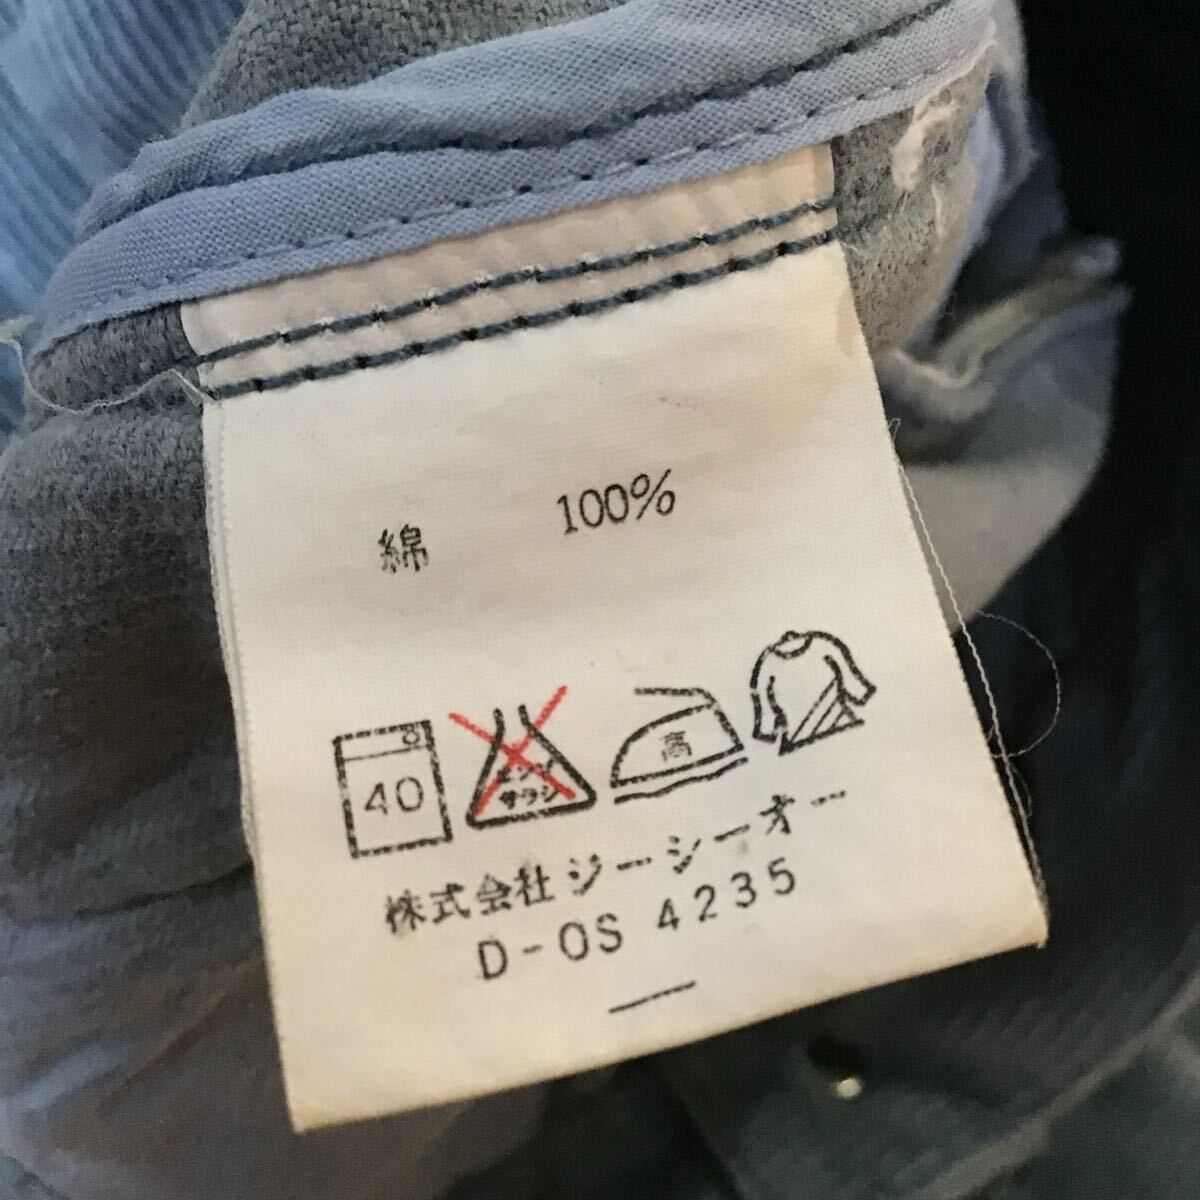 綿 100%
40
エンソ
サラシ
高
株式会社ジーシーオー
D-OS 4235